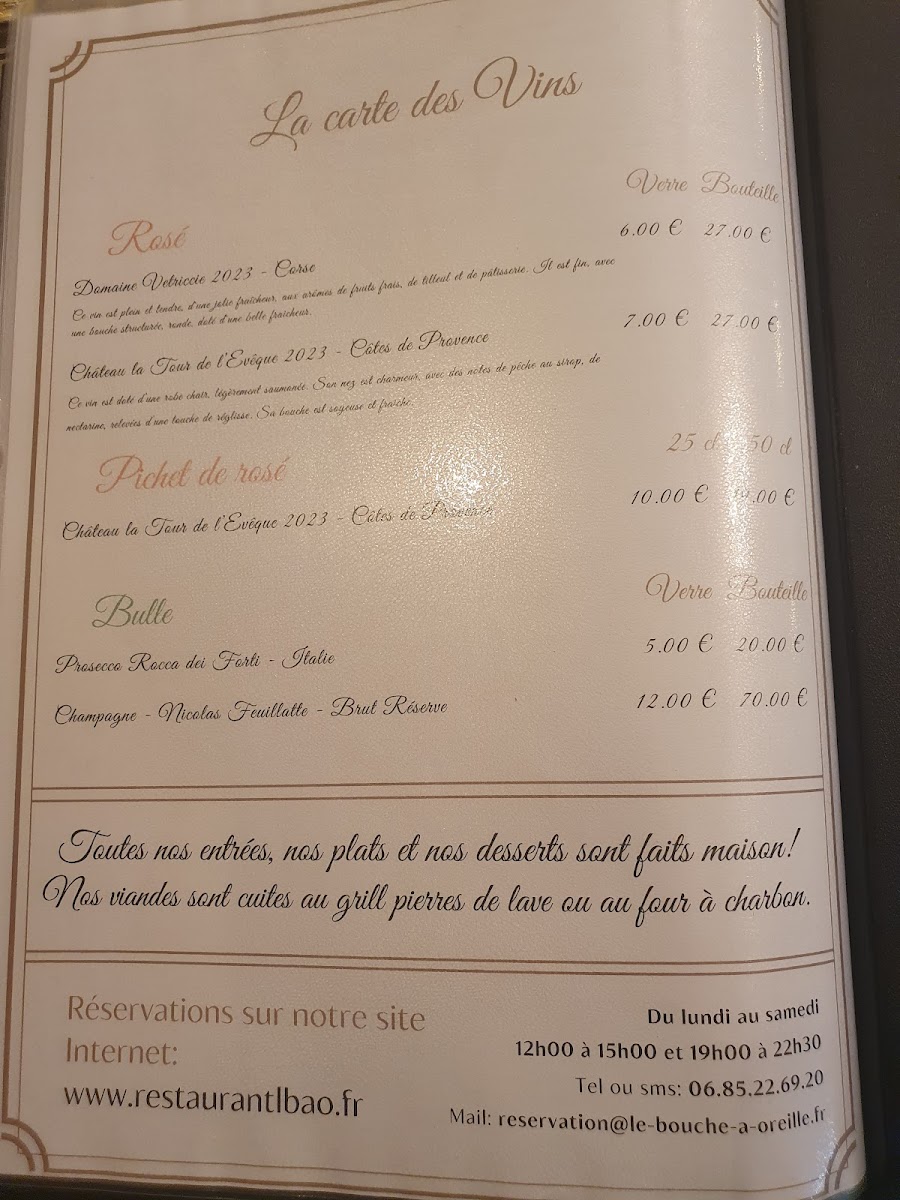 La carte des Vins
Verre Bouteille
Rosé
Domaine Vetriccie 2023 - Corse 6.00 € 27.00 €
Ce vin est plein et tendre, d'une jolie fraîcheur, aux arômes de fruits frais, de tilleul et de pâtisserie. Il est fin, avec
une bouche structurée, ronde, doté d'une belle fraîcheur.
Château la Tour de l'Evêque 2023 - Côtes de Provence 7.00 € 27.00 €
Ce vin est doté d'une robe chair, légèrement saumonée. Son nez est charmeur, avec des notes de pêche au sirop, de
nectarine, relevées d'une touche de réglisse. Sa bouche est soyeuse et fraîche.
25 cl 50 cl
Pichet de rosé
Château la Tour de l'Evêque 2023 - Côtes de Provence 10.00 €
Verre Bouteille
Bulle
Prosecco Rocca dei Forti - Italie 5.00 € 20.00 €
Champagne - Nicolas Feuillatte - Brut Réserve 12.00 € 70.00 €
Toutes nos entrées, nos plats et nos desserts sont faits maison!
Nos viandes sont cuites au grill pierres de lave ou au four à charbon.
Réservations sur notre site
Internet:
www.restaurantlbao.fr
Du lundi au samedi
12h00 à 15h00 et 19h00 à 22h30
Tel ou sms: 06.85.22.69.20
Mail: reservation@le-bouche-a-oreille.fr